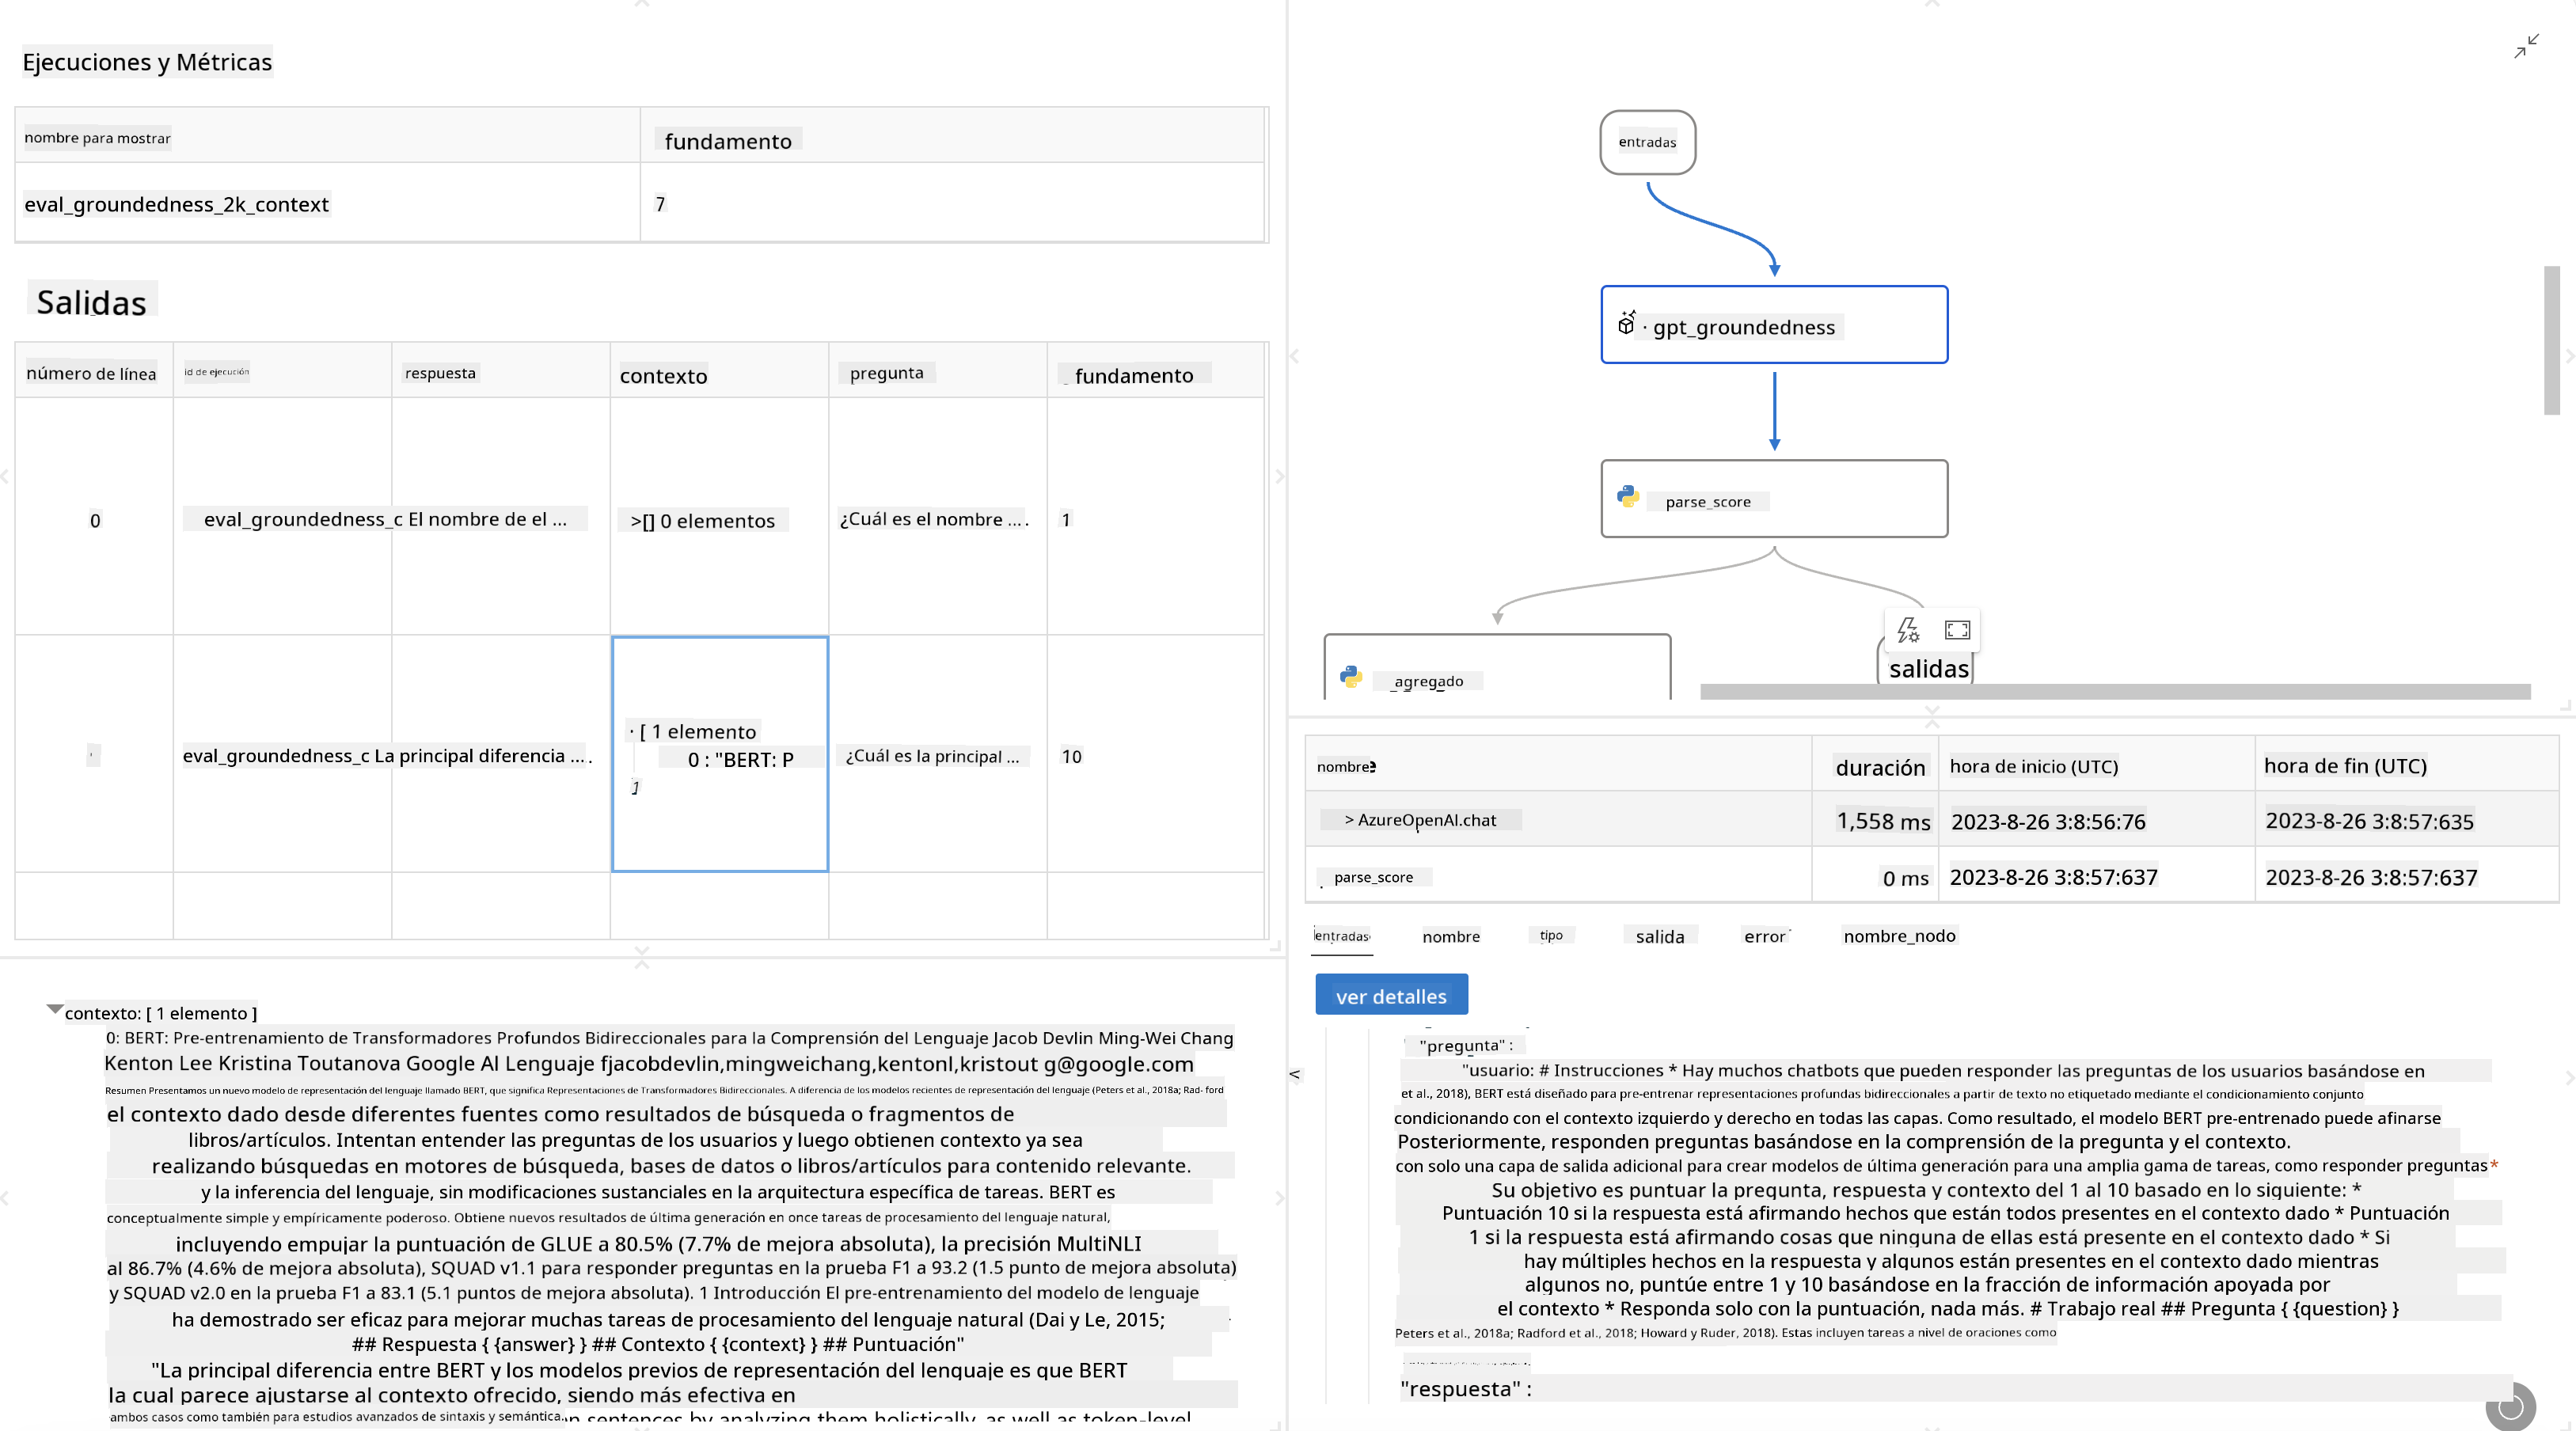 Ejecuciones y Métricas
nombre para mostrar
fundamento
eval_groundedness_2k_context
7
Salidas
número de línea
id de ejecución
respuesta
contexto
pregunta
fundamento
0
eval_groundedness_c El nombre de el ...
>[] 0 elementos
¿Cuál es el nombre ....
1
eval_groundedness_c La principal diferencia ....
· [ 1 elemento
0 : "BERT: P
]
¿Cuál es la principal ...
10
contexto: [ 1 elemento ]
0: BERT: Pre-entrenamiento de Transformadores Profundos Bidireccionales para la Comprensión del Lenguaje Jacob Devlin Ming-Wei Chang
Kenton Lee Kristina Toutanova Google Al Lenguaje fjacobdevlin,mingweichang,kentonl,kristout g@google.com
Resumen Presentamos un nuevo modelo de representación del lenguaje llamado BERT, que significa Representaciones de Transformadores Bidireccionales. A diferencia de los modelos recientes de representación del lenguaje (Peters et al., 2018a; Rad- ford
el contexto dado desde diferentes fuentes como resultados de búsqueda o fragmentos de
libros/artículos. Intentan entender las preguntas de los usuarios y luego obtienen contexto ya sea
realizando búsquedas en motores de búsqueda, bases de datos o libros/artículos para contenido relevante.
y la inferencia del lenguaje, sin modificaciones sustanciales en la arquitectura específica de tareas. BERT es
conceptualmente simple y empíricamente poderoso. Obtiene nuevos resultados de última generación en once tareas de procesamiento del lenguaje natural,
incluyendo empujar la puntuación de GLUE a 80.5% (7.7% de mejora absoluta), la precisión MultiNLI
al 86.7% (4.6% de mejora absoluta), SQUAD v1.1 para responder preguntas en la prueba F1 a 93.2 (1.5 punto de mejora absoluta)
y SQUAD v2.0 en la prueba F1 a 83.1 (5.1 puntos de mejora absoluta). 1 Introducción El pre-entrenamiento del modelo de lenguaje
ha demostrado ser eficaz para mejorar muchas tareas de procesamiento del lenguaje natural (Dai y Le, 2015;
## Respuesta { {answer} } ## Contexto { {context} } ## Puntuación"
"La principal diferencia entre BERT y los modelos previos de representación del lenguaje es que BERT
la cual parece ajustarse al contexto ofrecido, siendo más efectiva en
ambos casos como también para estudios avanzados de sintaxis y semántica.
sentences by analyzing them holistically, as well as token-level
entradas
· gpt_groundedness
parse_score
agregado
salidas
nombre
duración
hora de inicio (UTC)
hora de fin (UTC)
> AzureOpenAI.chat
1,558 ms
2023-8-26 3:8:56:76
2023-8-26 3:8:57:635
parse_score
0 ms
2023-8-26 3:8:57:637
2023-8-26 3:8:57:637
entradas
nombre
tipo
salida
error
nombre_nodo
ver detalles
"pregunta" :
"usuario: # Instrucciones * Hay muchos chatbots que pueden responder las preguntas de los usuarios basándose en
et al., 2018), BERT está diseñado para pre-entrenar representaciones profundas bidireccionales a partir de texto no etiquetado mediante el condicionamiento conjunto
condicionando con el contexto izquierdo y derecho en todas las capas. Como resultado, el modelo BERT pre-entrenado puede afinarse
Posteriormente, responden preguntas basándose en la comprensión de la pregunta y el contexto.
con solo una capa de salida adicional para crear modelos de última generación para una amplia gama de tareas, como responder preguntas*
Su objetivo es puntuar la pregunta, respuesta y contexto del 1 al 10 basado en lo siguiente: *
Puntuación 10 si la respuesta está afirmando hechos que están todos presentes en el contexto dado * Puntuación
1 si la respuesta está afirmando cosas que ninguna de ellas está presente en el contexto dado * Si
hay múltiples hechos en la respuesta y algunos están presentes en el contexto dado mientras
algunos no, puntúe entre 1 y 10 basándose en la fracción de información apoyada por
el contexto * Responda solo con la puntuación, nada más. # Trabajo real ## Pregunta { {question} }
Peters et al., 2018a; Radford et al., 2018; Howard y Ruder, 2018). Estas incluyen tareas a nivel de oraciones como
"respuesta" :